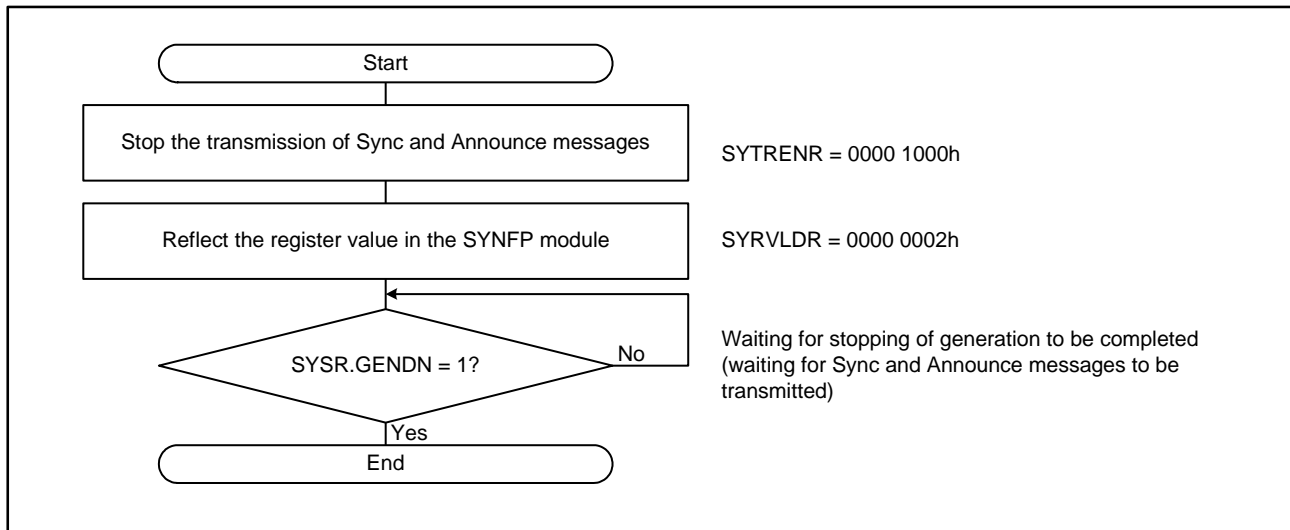 Start
Stop the transmission of Sync and Announce messages
SYTRENR = 0000 1000h
Reflect the register value in the SYNFP module
SYRVLDR = 0000 0002h
SYSR.GENDN = 1?
No
Waiting for stopping of generation to be completed
(waiting for Sync and Announce messages to be
transmitted)
Yes
End